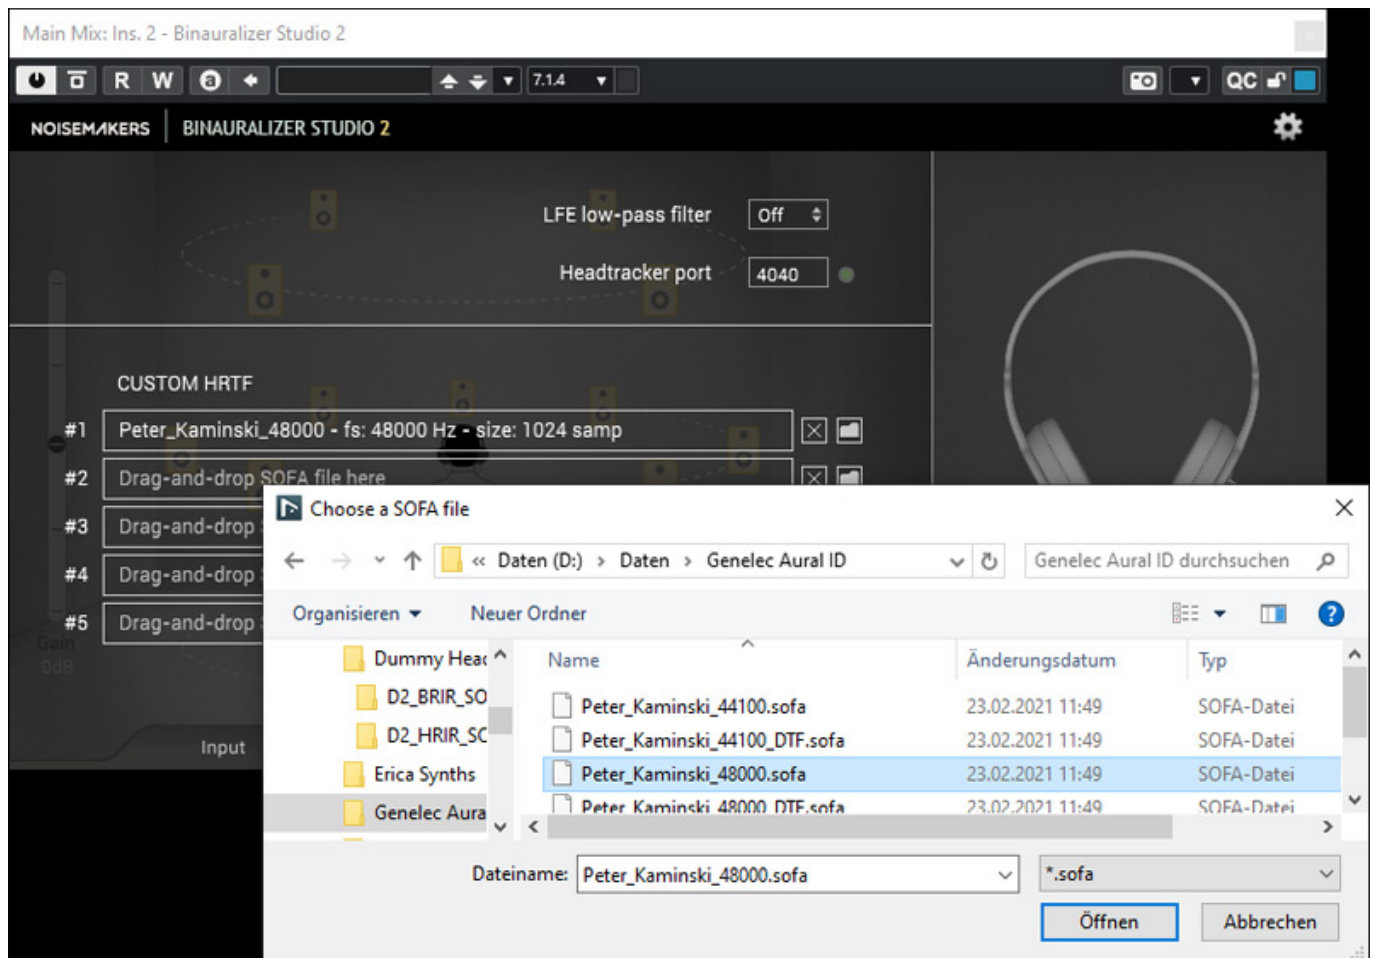 Main Mix: Ins. 2 - Binauralizer Studio 2
R W a 7.1.4 QC
NOISEMAKERS BINAURALIZER STUDIO 2
LFE low-pass filter Off
Headtracker port 4040
CUSTOM HRTF
#1 Peter_Kaminski_48000 - fs: 48000 Hz - size: 1024 samp
#2 Drag-and-drop SOFA file here
Choose a SOFA file
#3 Drag-and-drop
« Daten (D:) › Daten › Genelec Aural ID Genelec Aural ID durchsuchen
#4 Drag-and-drop
Organisieren Neuer Ordner
#5 Drag-and-drop
Gain
0dB
Dummy Head
D2_BRIR_SO
D2_HRIR_SC
Erica Synths
Genelec Aura
Name Änderungsdatum Typ
Peter_Kaminski_44100.sofa 23.02.2021 11:49 SOFA-Datei
Peter_Kaminski_44100_DTF.sofa 23.02.2021 11:49 SOFA-Datei
Peter_Kaminski_48000.sofa 23.02.2021 11:49 SOFA-Datei
Peter_Kaminski_48000_DTF.sofa 23.02.2021 11:49 SOFA-Datei
Input
Dateiname: Peter_Kaminski_48000.sofa *.sofa
Öffnen Abbrechen